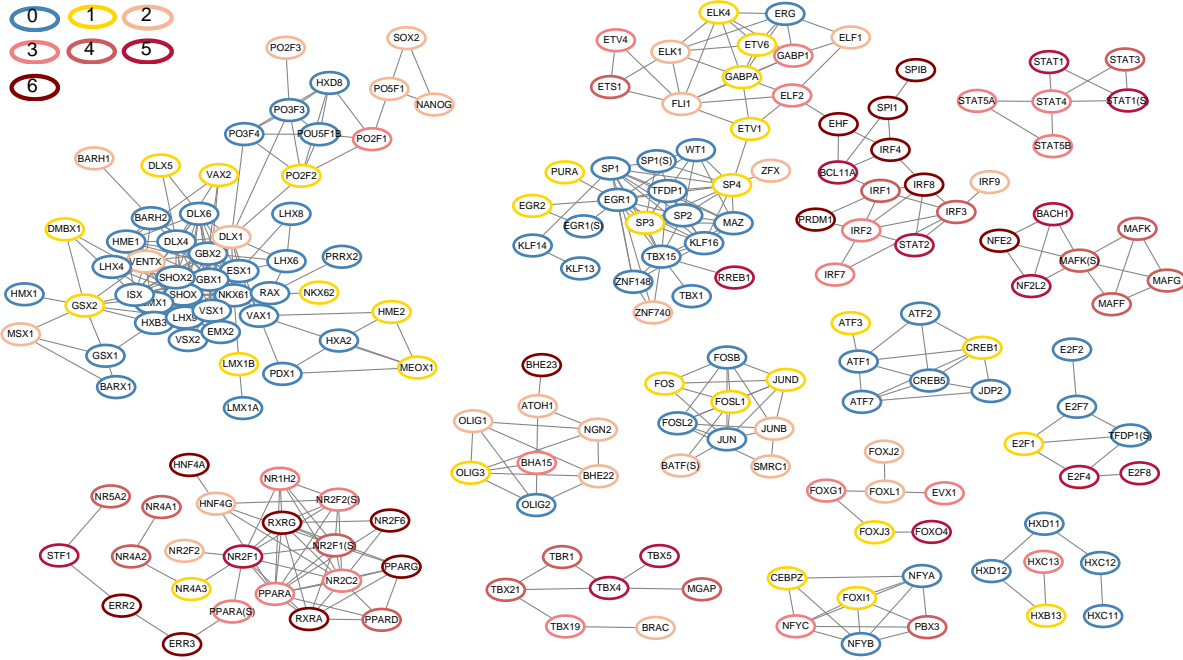 0 1 2
3 4 5
6
PO2F3
SOX2
HXD8
PO5F1
NANOG
PO3F3
PO3F4
POU5F1B
PO2F1
PO2F2
BARH1
DLX5
VAX2
BARH2
DLX6
LHX8
DMBX1
HME1
DLX4
DLX1
GBX2
VENTX
LHX4
LHX6
PRRX2
ESX1
SHOX2
GBX1
HMX1
ISX
SHOX
NKX61
RAX
NKX62
GSX2
VSX1
VAX1
HME2
HXB3
MSX1
EMX2
VSX2
HXA2
GSX1
LMX1B
PDX1
MEOX1
BARX1
LMX1A
ELK4
ERG
ETV4
ELK1
ETV6
GABP1
ELF1
GABPA
ETS1
FLI1
ELF2
ETV1
SPIB
SPI1
EHF
IRF4
BCL11A
IRF1
IRF8
IRF9
IRF3
PRDM1
IRF2
STAT2
IRF7
STAT1
STAT3
STAT5A
STAT4
STAT1(S)
STAT5B
WT1
SP1(S)
SP1
PURA
ZFX
TFDP1
SP4
EGR1
EGR2
SP2
SP3
EGR1(S)
MAZ
KLF14
KLF16
TBX15
KLF13
ZNF148
RREB1
TBX1
ZNF740
BACH1
NFE2
MAFK
MAFK(S)
NF2L2
MAFG
MAFF
ATF3
ATF2
ATF1
CREB1
CREB5
ATF7
JDP2
E2F2
E2F7
E2F1
TFDP1(S)
E2F4
E2F8
BHE23
ATOH1
OLIG1
NGN2
BHA15
OLIG3
BHE22
OLIG2
FOSB
FOS
JUND
FOSL1
FOSL2
JUNB
JUN
BATF(S)
SMRC1
FOXJ2
FOXG1
FOXL1
EVX1
FOXJ3
FOXO4
HNF4A
NR1H2
NR5A2
NR4A1
HNF4G
NR2F2(S)
RXRG
NR2F6
STF1
NR4A2
NR2F2
NR2F1
NR2F1(S)
PPARG
NR2C2
NR4A3
PPARA
ERR2
PPARA(S)
RXRA
PPARD
ERR3
TBR1
TBX5
TBX21
TBX4
MGAP
TBX19
BRAC
CEBPZ
NFYA
FOXI1
NFYC
PBX3
NFYB
HXD11
HXD12
HXC13
HXC12
HXB13
HXC11